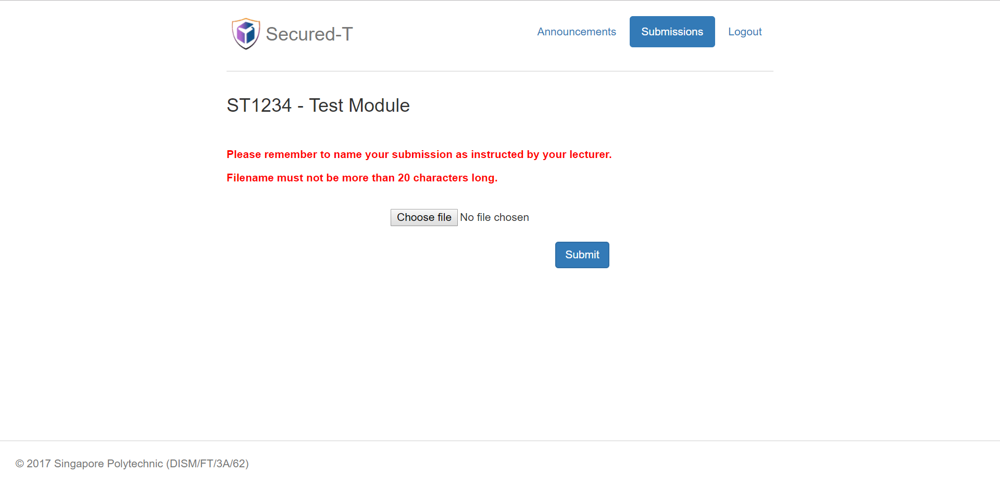 Secured-T
Announcements
Submissions
Logout
ST1234 - Test Module
Please remember to name your submission as instructed by your lecturer.
Filename must not be more than 20 characters long.
Choose file No file chosen
Submit
© 2017 Singapore Polytechnic (DISM/FT/3A/62)